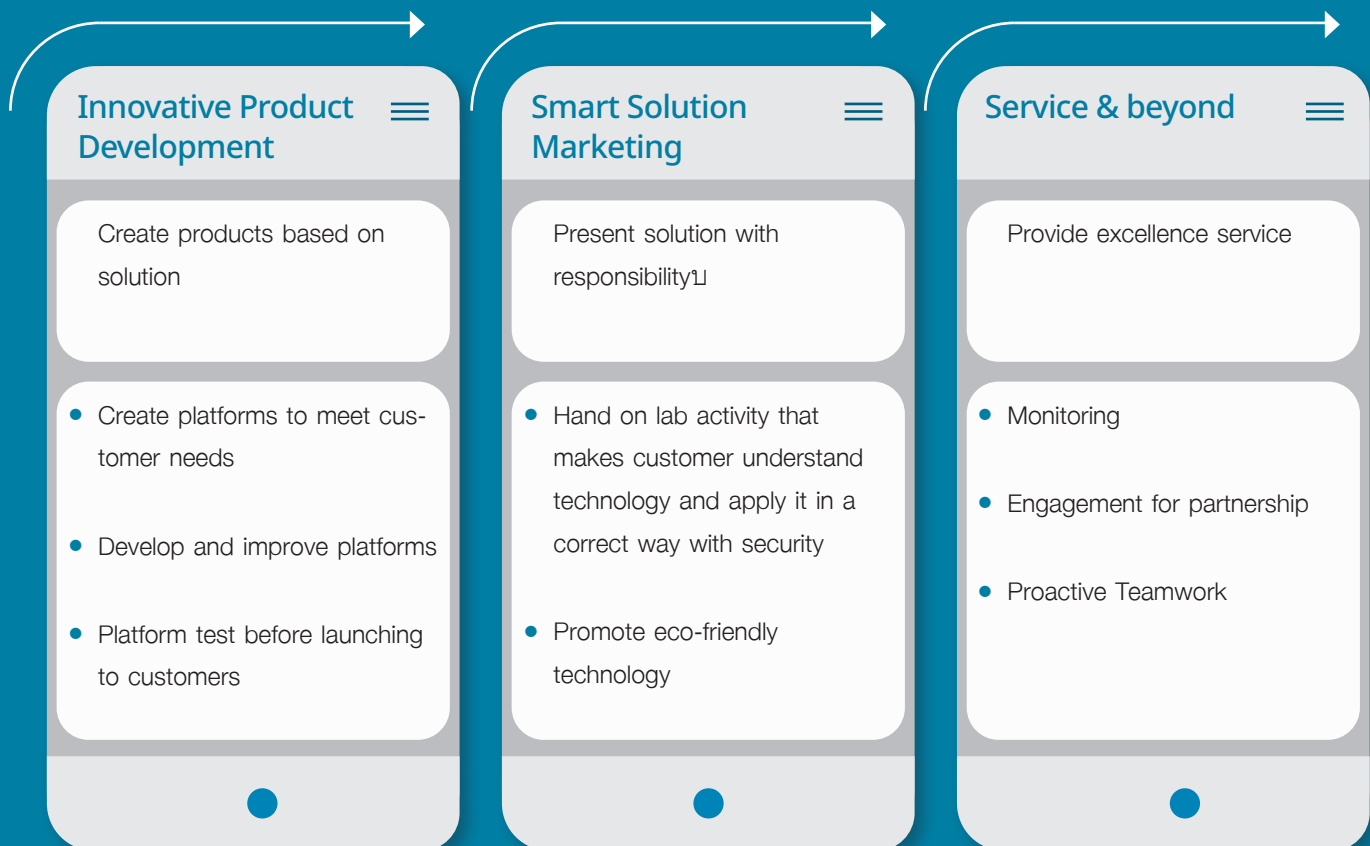 Innovative Product
Development
Create products based on
solution
• Create platforms to meet cus-
tomer needs
• Develop and improve platforms
• Platform test before launching
to customers
Smart Solution
Marketing
Present solution with
responsibilityบ
• Hand on lab activity that
makes customer understand
technology and apply it in a
correct way with security
• Promote eco-friendly
technology
Service & beyond
Provide excellence service
• Monitoring
• Engagement for partnership
• Proactive Teamwork